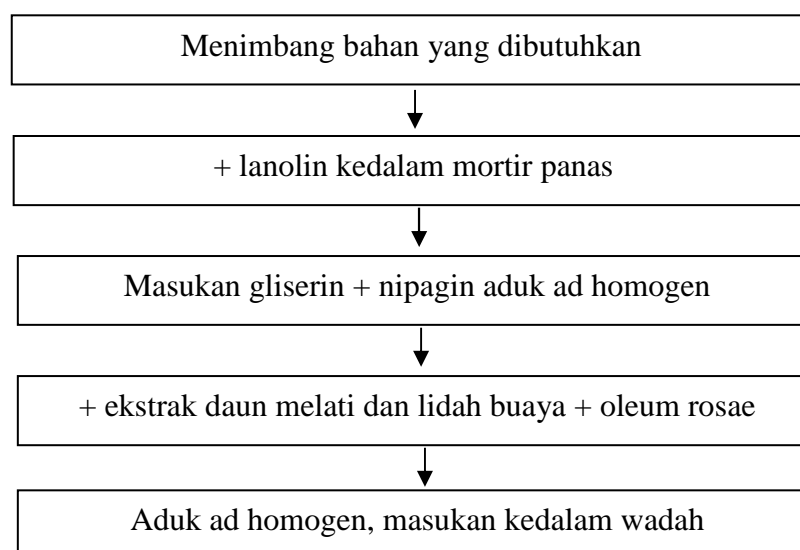 Menimbang bahan yang dibutuhkan
+ lanolin kedalam mortir panas
Masukan gliserin + nipagin aduk ad homogen
+ ekstrak daun melati dan lidah buaya + oleum rosae
Aduk ad homogen, masukan kedalam wadah